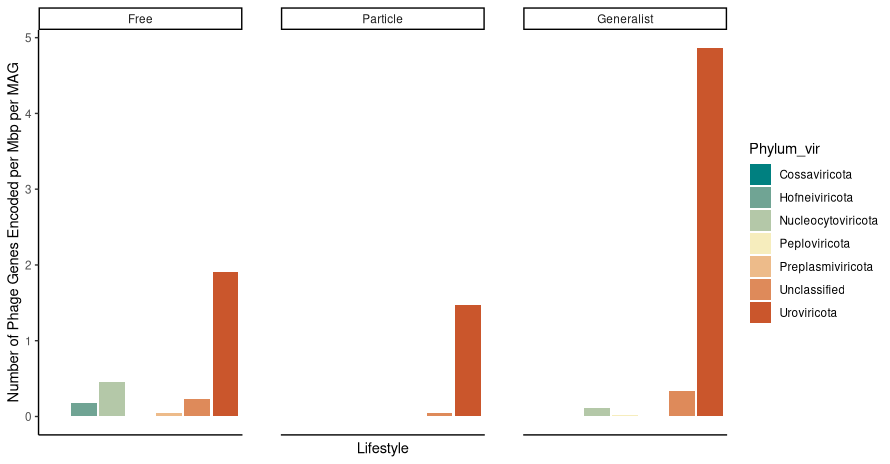 Free
Particle
Generalist
Number of Phage Genes Encoded per Mbp per MAG
5
4
3
2
1
0
Lifestyle
Phylum_vir
Cossaviricota
Hofneiviricota
Nucleocytoviricota
Peploviricota
Preplasmiviricota
Unclassified
Uroviricota